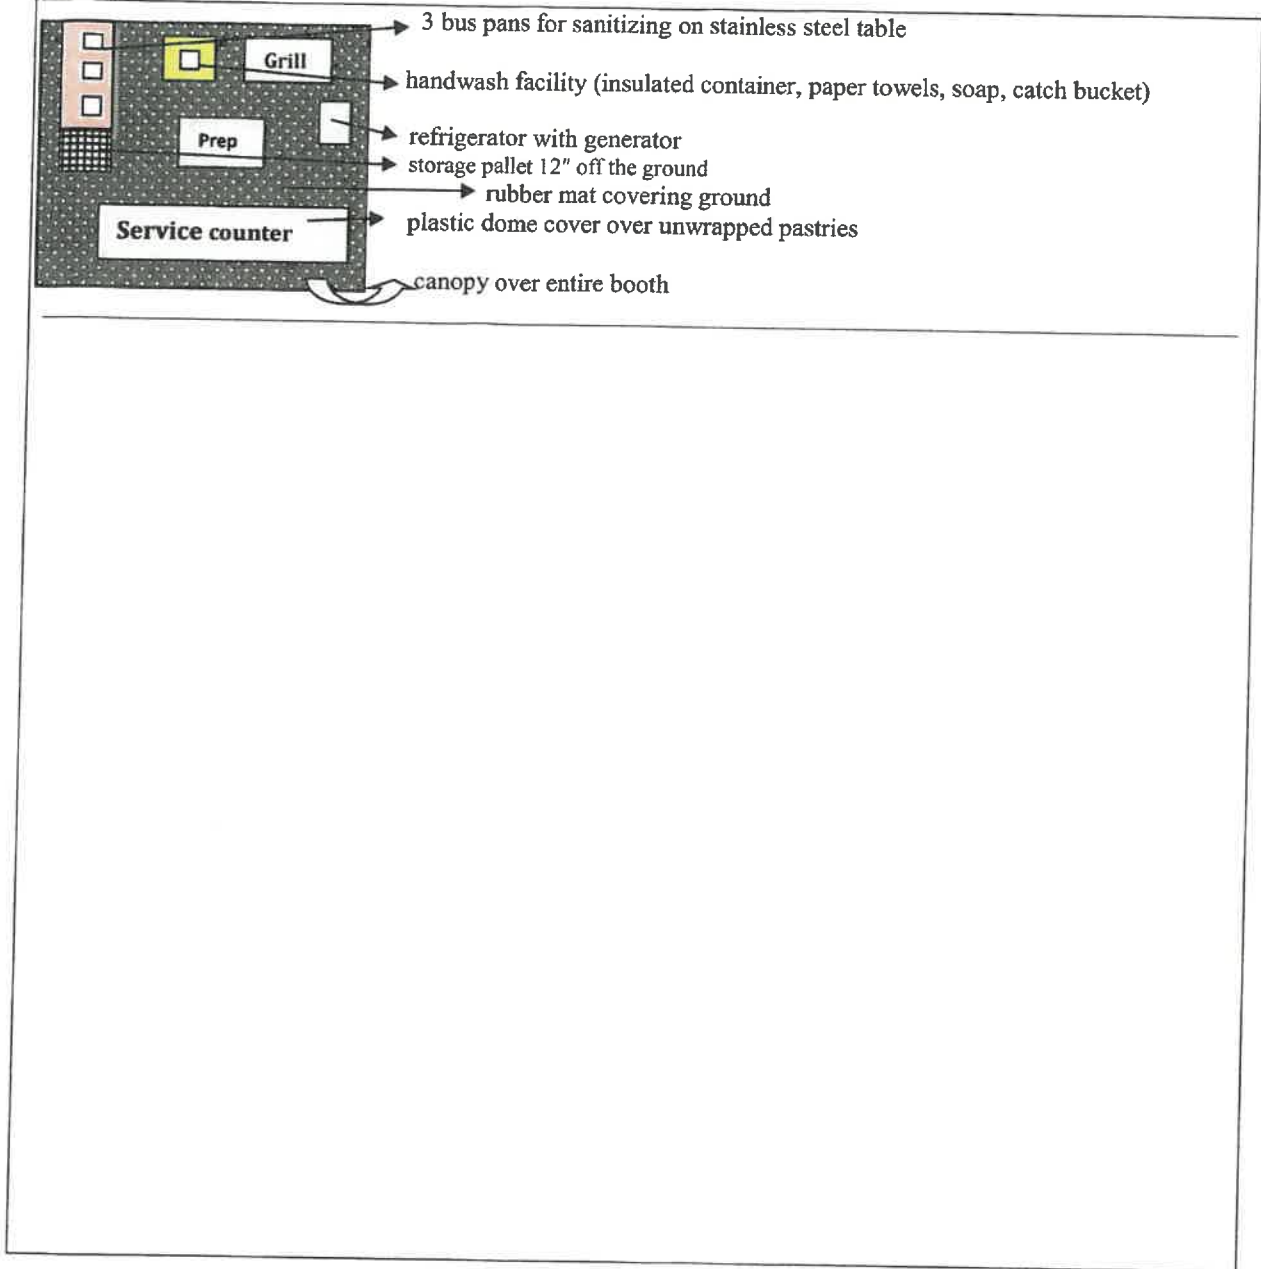 3 bus pans for sanitizing on stainless steel table
Grill
handwash facility (insulated container, paper towels, soap, catch bucket)
Prep
refrigerator with generator
storage pallet 12" off the ground
rubber mat covering ground
Service counter
plastic dome cover over unwrapped pastries
canopy over entire booth